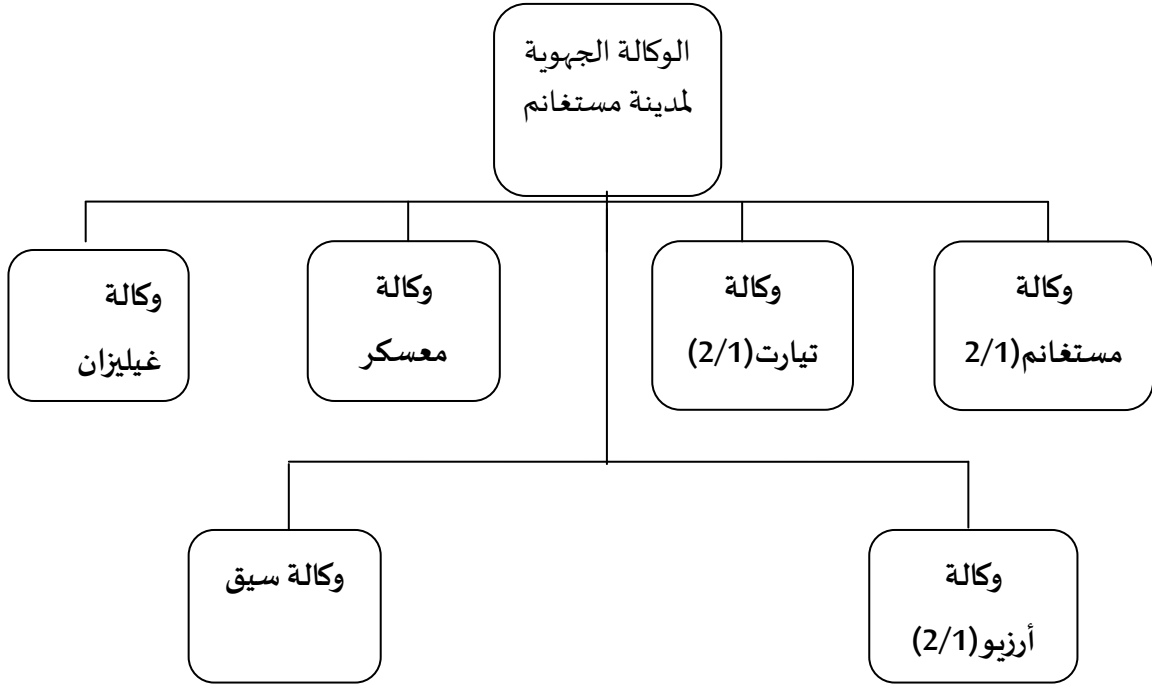 الوكالة الجهوية
لمدينة مستغانم
وكالة
مستغانم(2/1
وكالة
تيارت(2/1)
وكالة
معسكر
وكالة
غيليزان
وكالة
أرزيو(2/1)
وكالة سيق